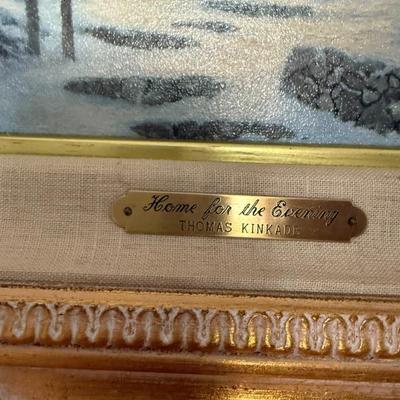 Home for the Evening
THOMAS KINKADE